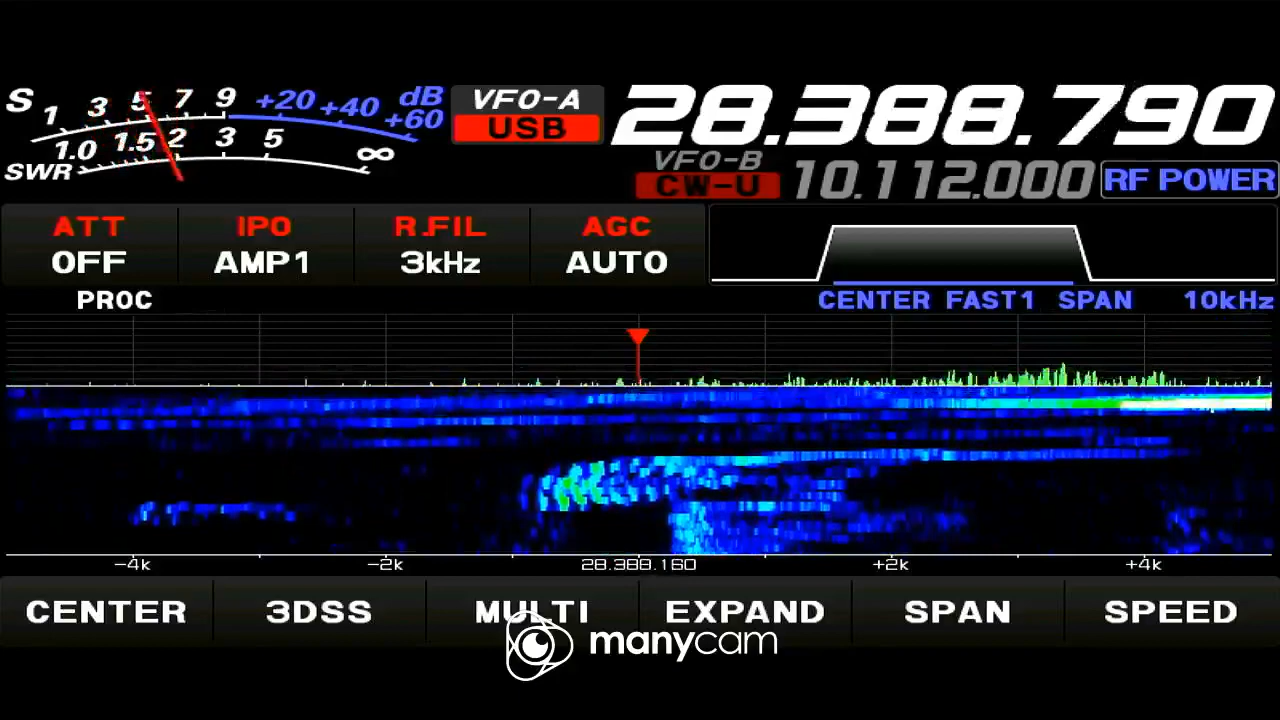 S 1 3 5 7 9 +20 +40 +60 dB
1.0 1.5 2 3 5 ∞
SWR
VFO-A
USB
28.388.790
VFO-B
CW-U
10.112.000
RF POWER
ATT IPO R.FIL AGC
OFF AMP1 3kHz AUTO
PROC
CENTER FAST1 SPAN 10kHz
-4k -2k 28.388.160 +2k +4k
CENTER 3DSS MULTI EXPAND SPAN SPEED
manycam